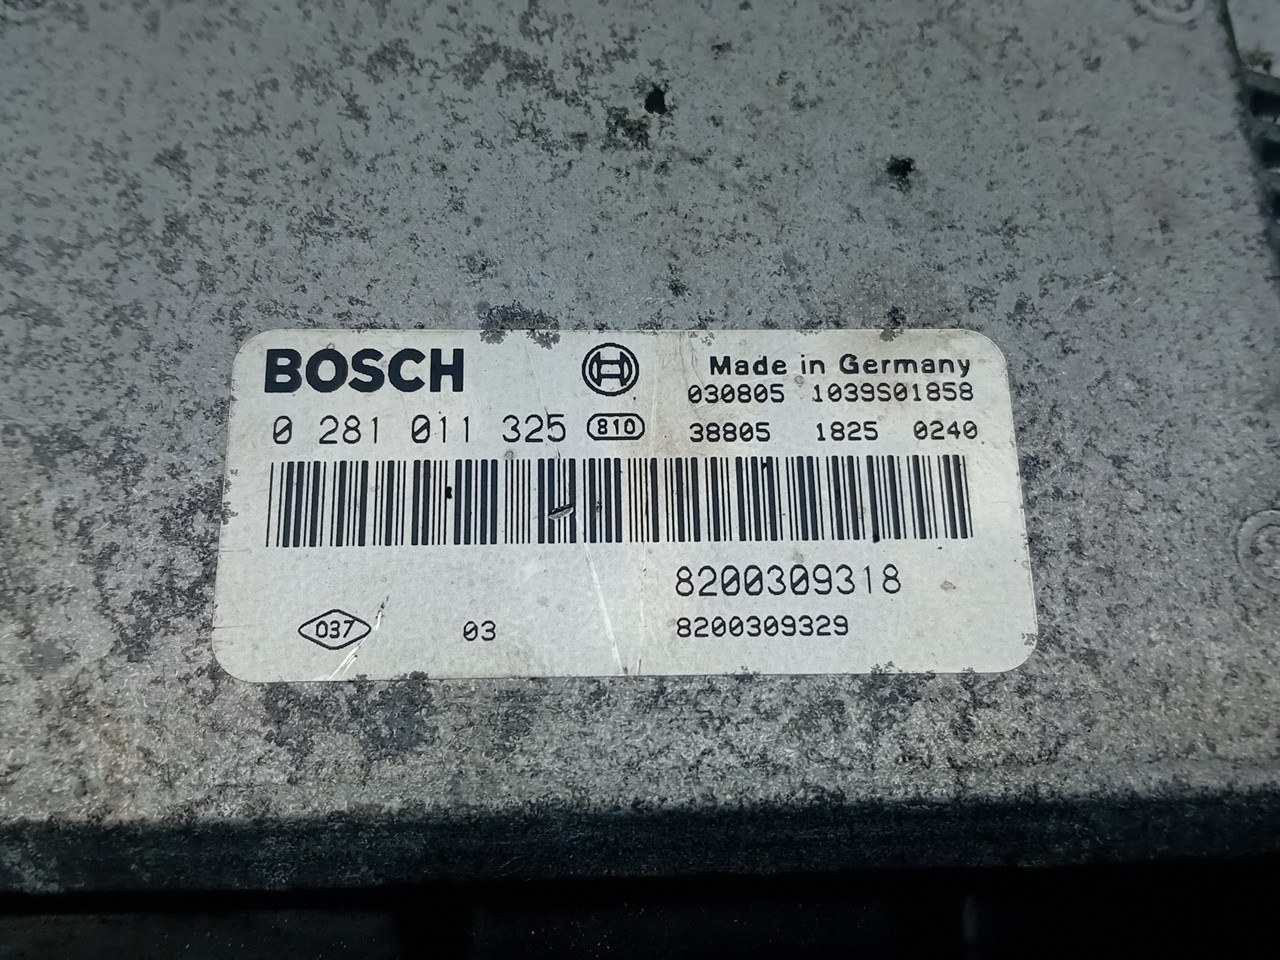 BOSCH
Made in Germany
030805 1039S01858
0 281 011 325 810
38805 1825 0240
8200309318
037 03 8200309329